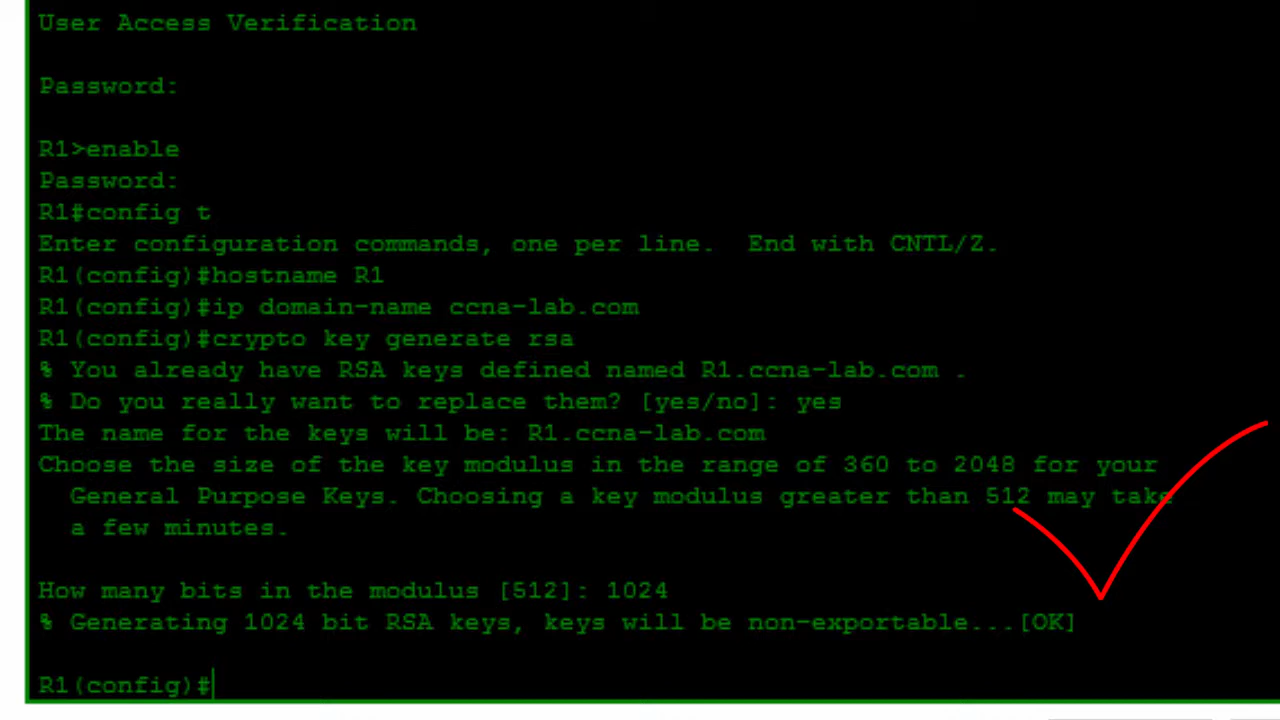 User Access Verification
Password:
R1>enable
Password:
R1#config t
Enter configuration commands, one per line.  End with CNTL/Z.
R1(config)#hostname R1
R1(config)#ip domain-name ccna-lab.com
R1(config)#crypto key generate rsa
% You already have RSA keys defined named R1.ccna-lab.com .
% Do you really want to replace them? [yes/no]: yes
The name for the keys will be: R1.ccna-lab.com
Choose the size of the key modulus in the range of 360 to 2048 for your
  General Purpose Keys. Choosing a key modulus greater than 512 may take
  a few minutes.
How many bits in the modulus [512]: 1024
% Generating 1024 bit RSA keys, keys will be non-exportable...[OK]
R1(config)#